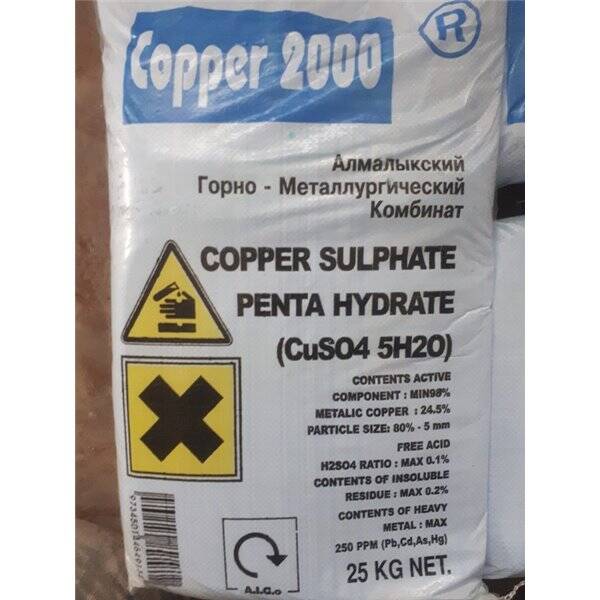 Copper 2000
®
Алмалыкский
Горно - Металлургический
Комбинат
COPPER SULPHATE
PENTA HYDRATE
(CuSO4 5H2O)
CONTENTS ACTIVE
COMPONENT : MIN98%
METALIC COPPER : 24.5%
PARTICLE SIZE: 80% - 5 mm
FREE ACID
H2SO4 RATIO : MAX 0.1%
CONTENTS OF INSOLUBLE
RESIDUE : MAX 0.2%
CONTENTS OF HEAVY
METAL : MAX
250 PPM (Pb,Cd,As,Hg)
25 KG NET.
A.I.G.o